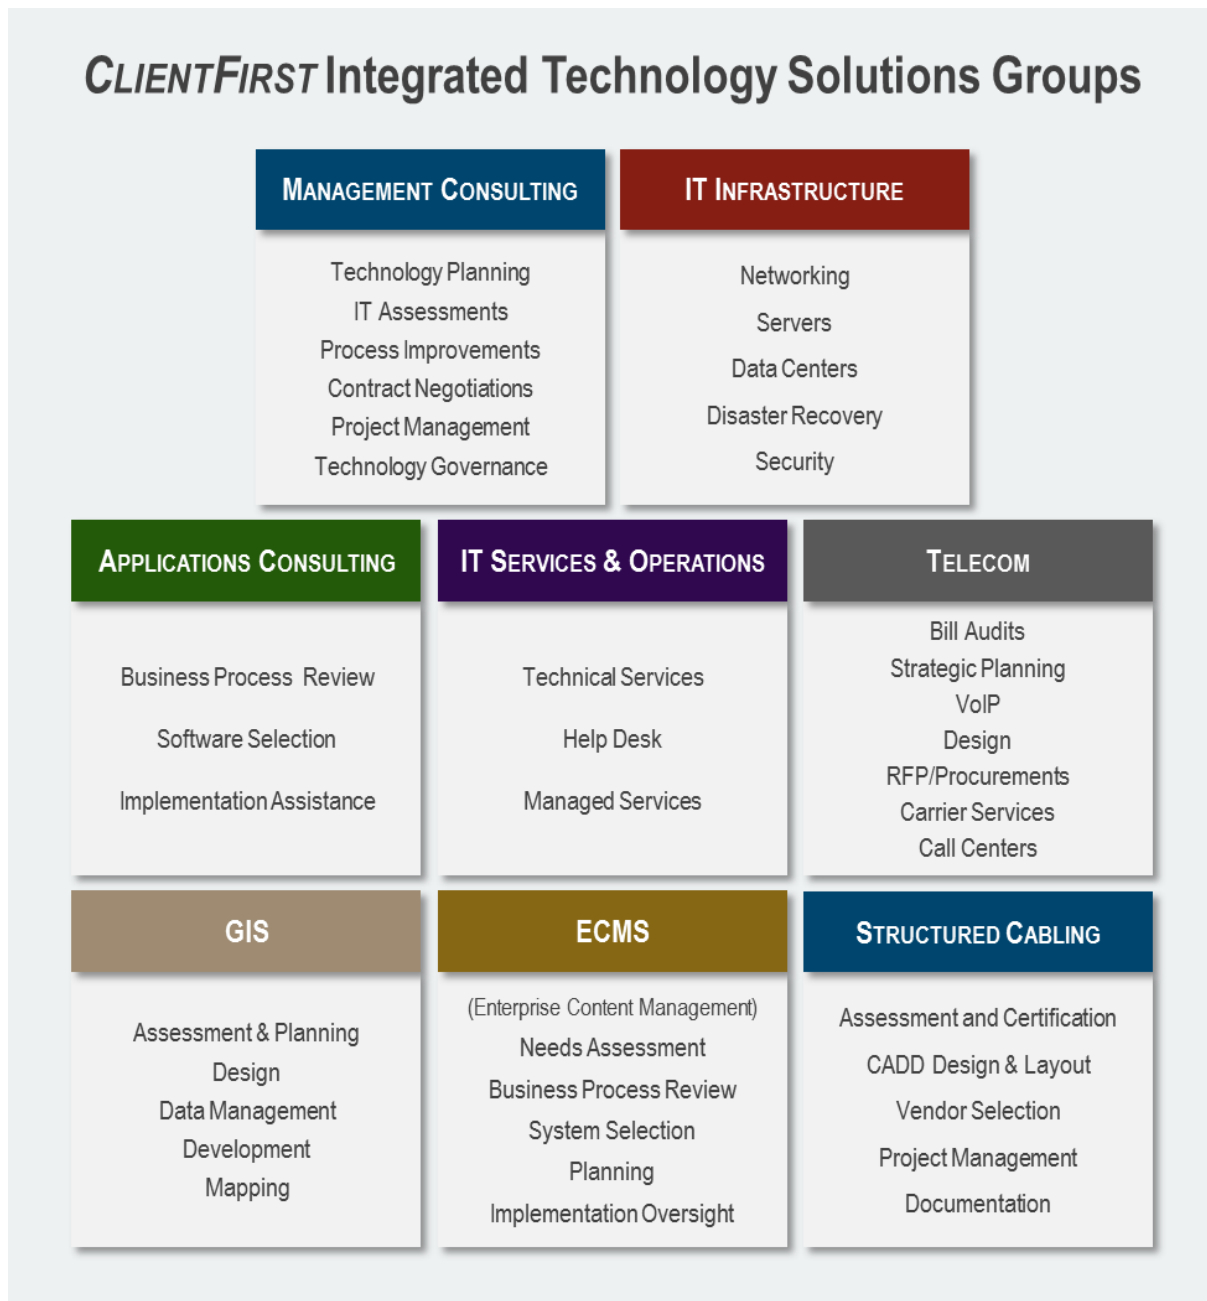 CLIENTFIRST Integrated Technology Solutions Groups
MANAGEMENT CONSULTING
Technology Planning
IT Assessments
Process Improvements
Contract Negotiations
Project Management
Technology Governance
IT INFRASTRUCTURE
Networking
Servers
Data Centers
Disaster Recovery
Security
APPLICATIONS CONSULTING
Business Process Review
Software Selection
Implementation Assistance
IT SERVICES & OPERATIONS
Technical Services
Help Desk
Managed Services
TELECOM
Bill Audits
Strategic Planning
VoIP
Design
RFP/Procurements
Carrier Services
Call Centers
GIS
Assessment & Planning
Design
Data Management
Development
Mapping
ECMS
(Enterprise Content Management)
Needs Assessment
Business Process Review
System Selection
Planning
Implementation Oversight
STRUCTURED CABLING
Assessment and Certification
CADD Design & Layout
Vendor Selection
Project Management
Documentation